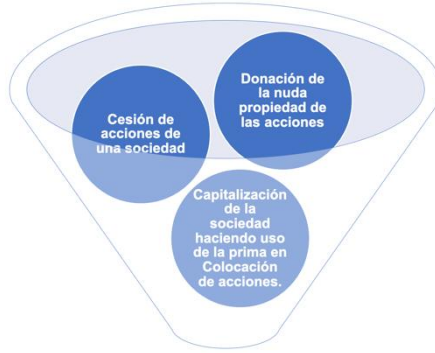 Cesión de
acciones de
una sociedad
Donación de
la nuda
propiedad de
las acciones
Capitalización
de la
sociedad
haciendo uso
de la prima en
Colocación
de acciones.